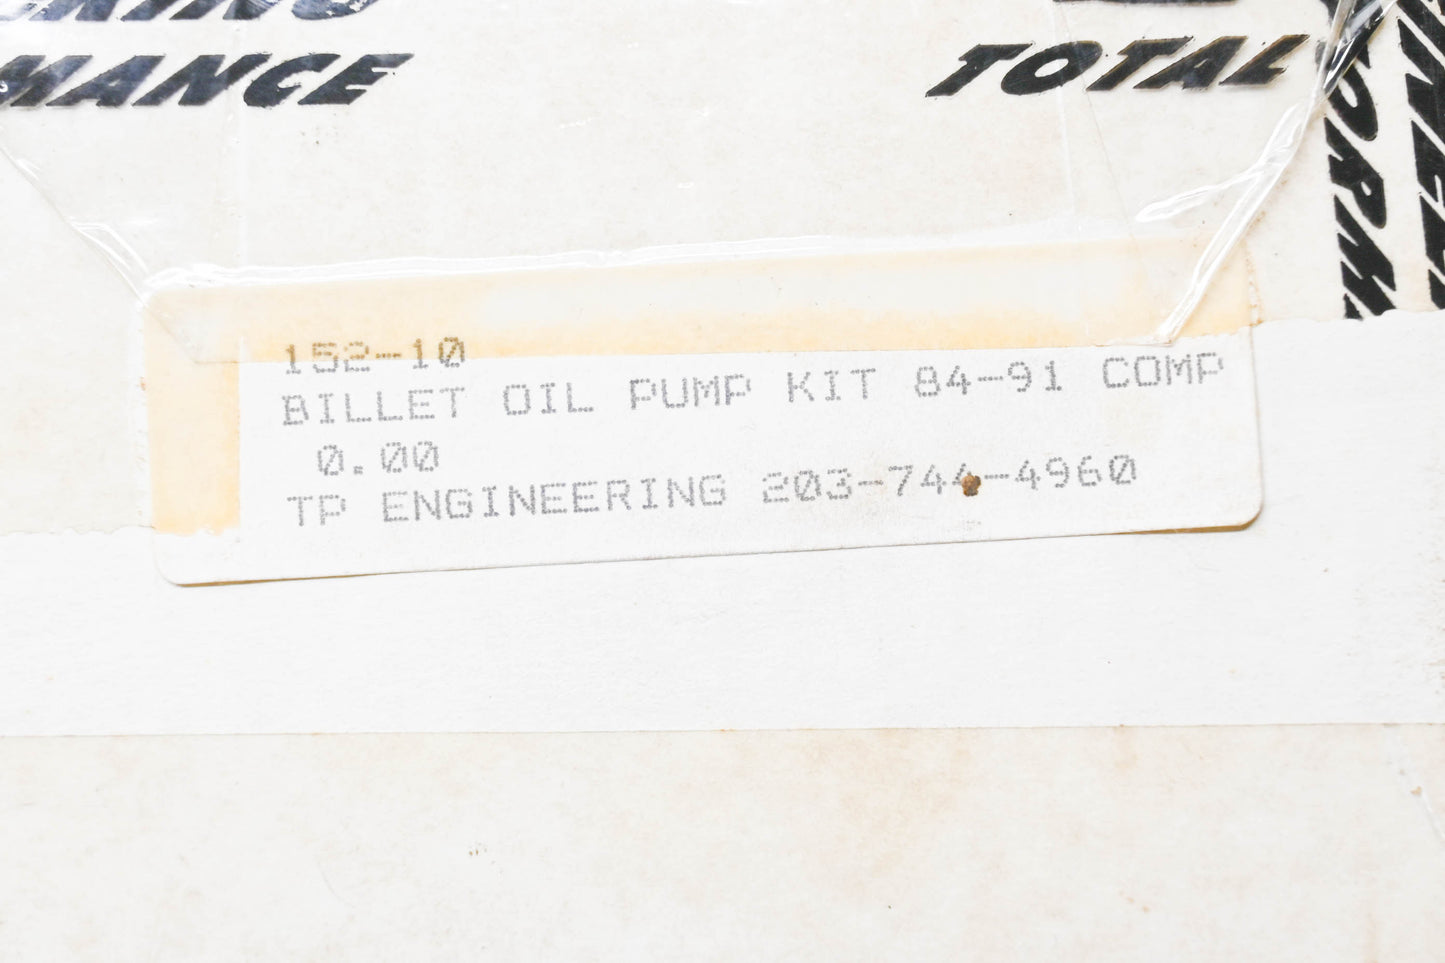 MANCE
TOTAL
152-10
BILLET OIL PUMP KIT 84-91 COMP
0.00
TP ENGINEERING 203-744-4960